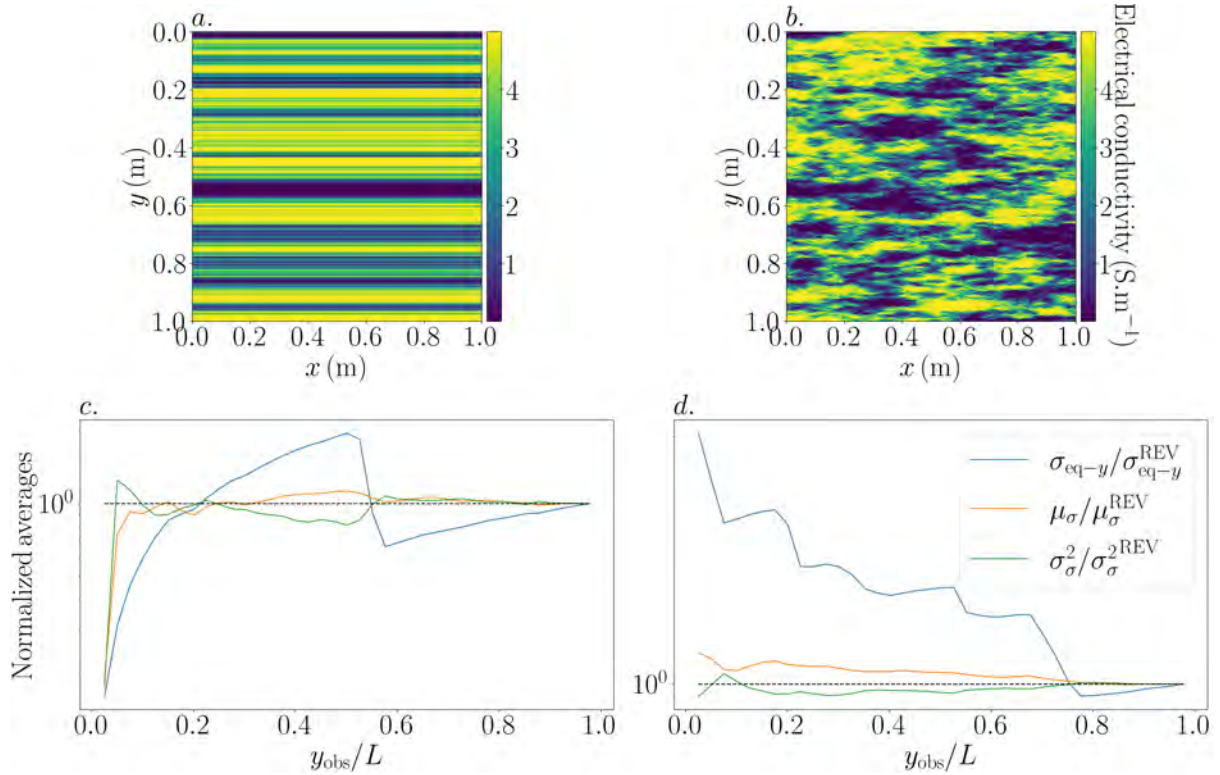 a.
b.
0.0
0.2
0.4
0.6
0.8
1.0
y (m)
0.0 0.2 0.4 0.6 0.8 1.0
x (m)
4
3
2
1
0.0
0.2
0.4
0.6
0.8
1.0
y (m)
0.0 0.2 0.4 0.6 0.8 1.0
x (m)
4
3
2
1
Electrical conductivity (S.m⁻¹)
c.
Normalized averages
10⁰
0.0 0.2 0.4 0.6 0.8 1.0
y_obs/L
d.
10⁰
σ_eq−y/σ_eq−y^REV
μ_σ/μ_σ^REV
σ_σ²/σ_σ²^REV
0.0 0.2 0.4 0.6 0.8 1.0
y_obs/L